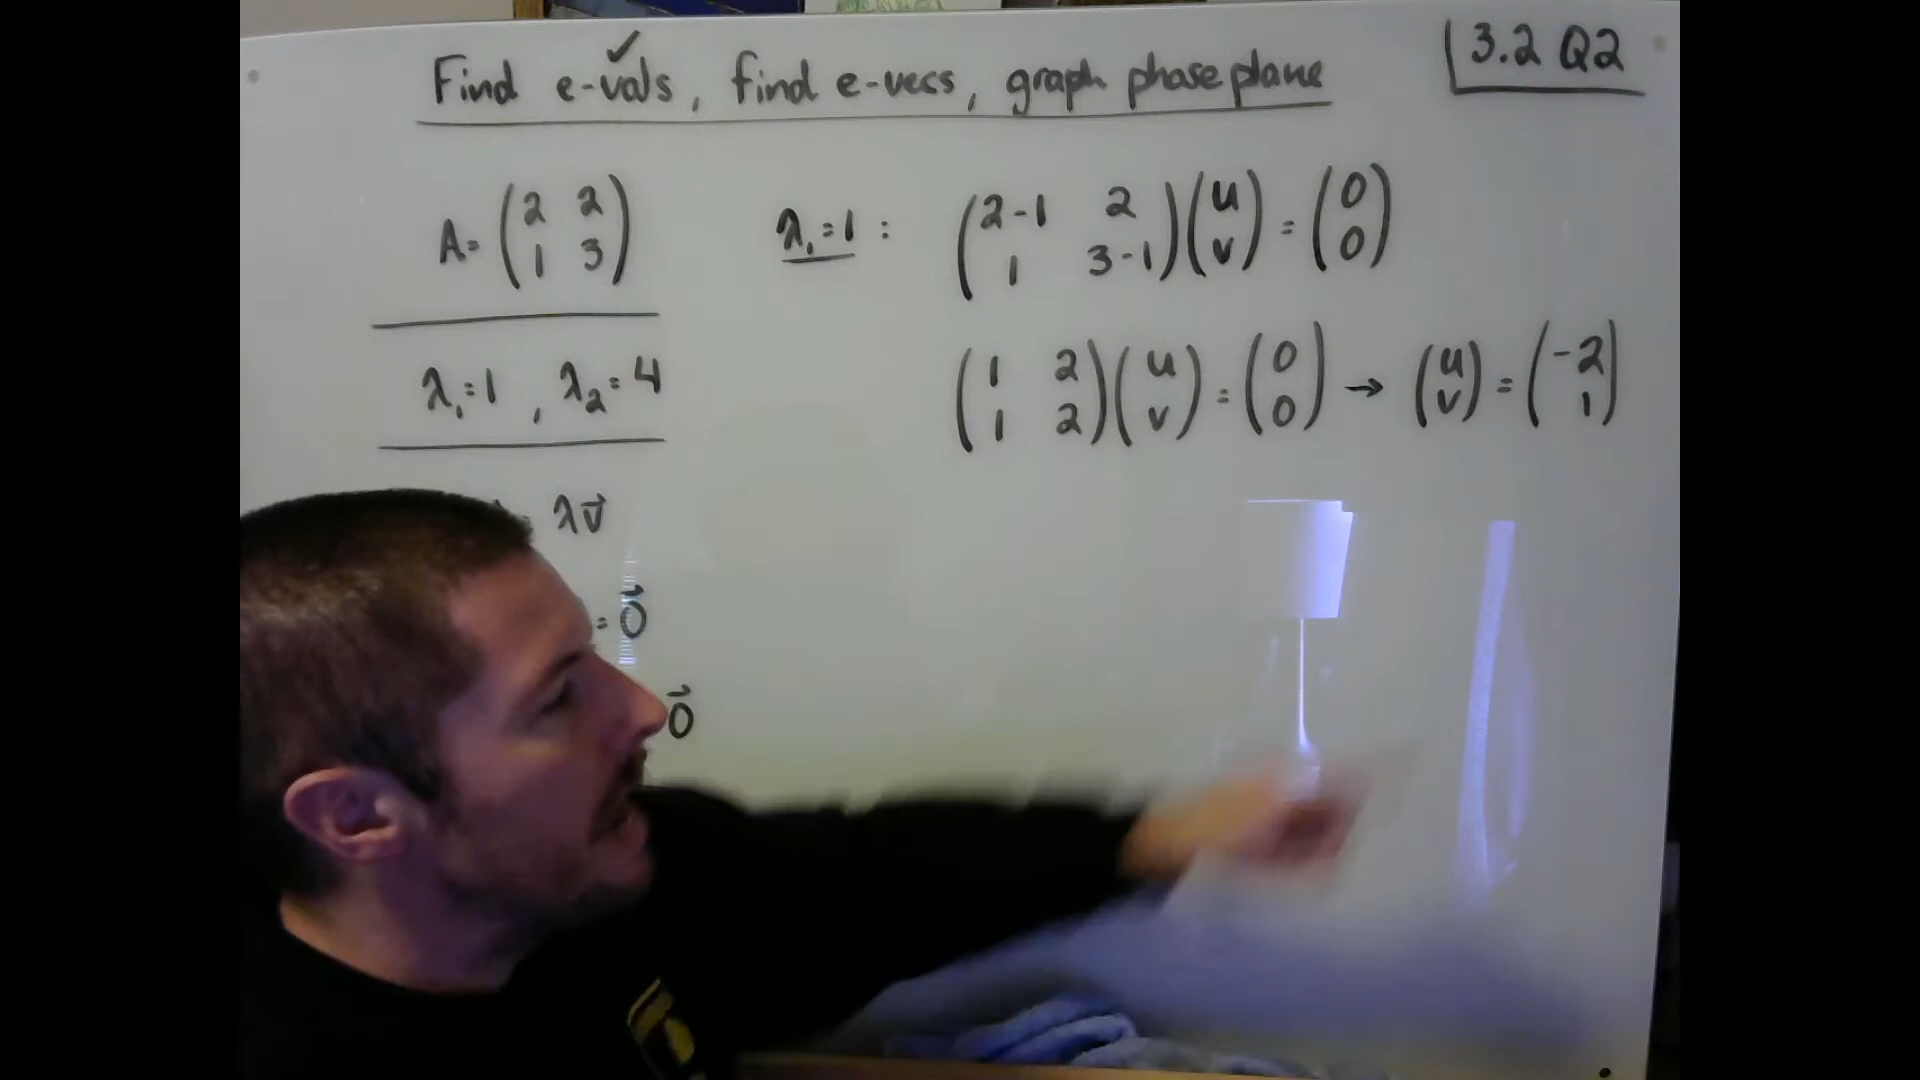 Find e-vals, find e-vecs, graph phase plane
✓
3.2 Q2
A = (2 2
1 3)
λ₁ = 1 , λ₂ = 4
λv⃗
= 0⃗
0⃗
λ₁ = 1 : (2-1 2
1 3-1) (u
v) = (0
0)
(1 2
1 2) (u
v) = (0
0) → (u
v) = (-2
1)